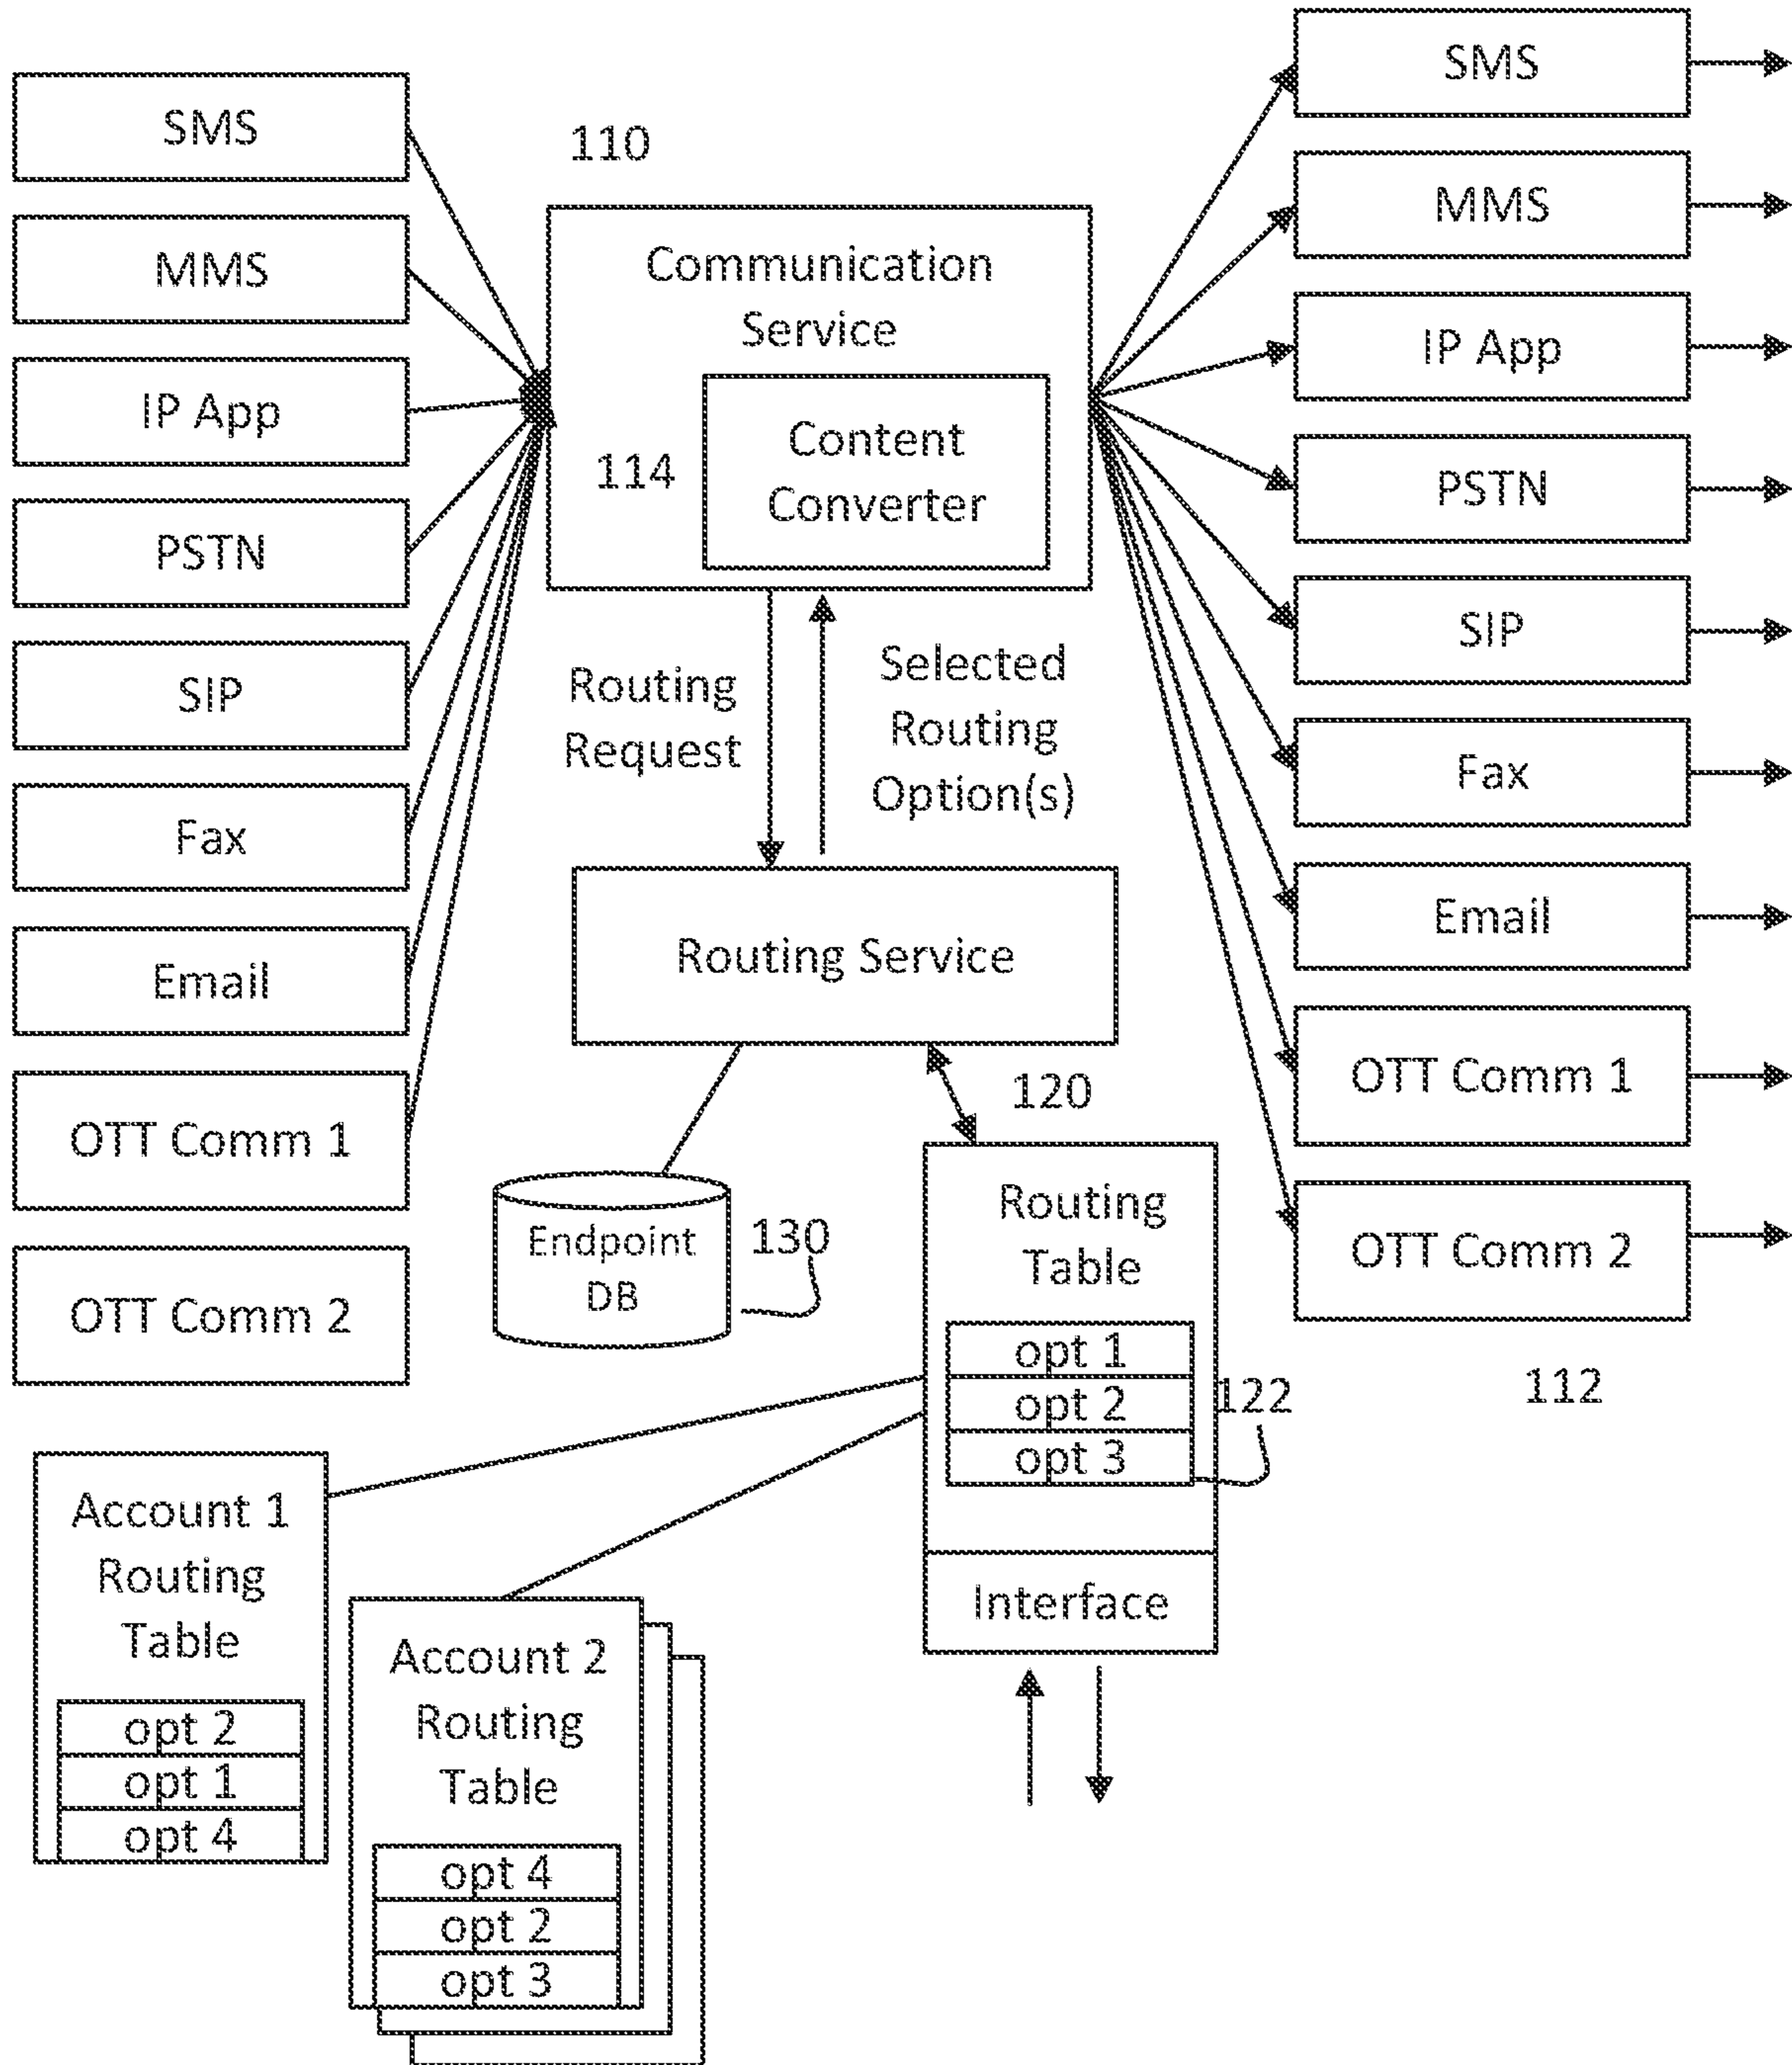 SMS
MMS
IP App
PSTN
SIP
Fax
Email
OTT Comm 1
OTT Comm 2
110
Communication
Service
114
Content
Converter
Routing
Request
Selected
Routing
Option(s)
Routing Service
120
Endpoint
DB
130
Routing
Table
opt 1
opt 2
opt 3
122
Interface
SMS
MMS
IP App
PSTN
SIP
Fax
Email
OTT Comm 1
OTT Comm 2
112
Account 1
Routing
Table
opt 2
opt 1
opt 4
Account 2
Routing
Table
opt 4
opt 2
opt 3